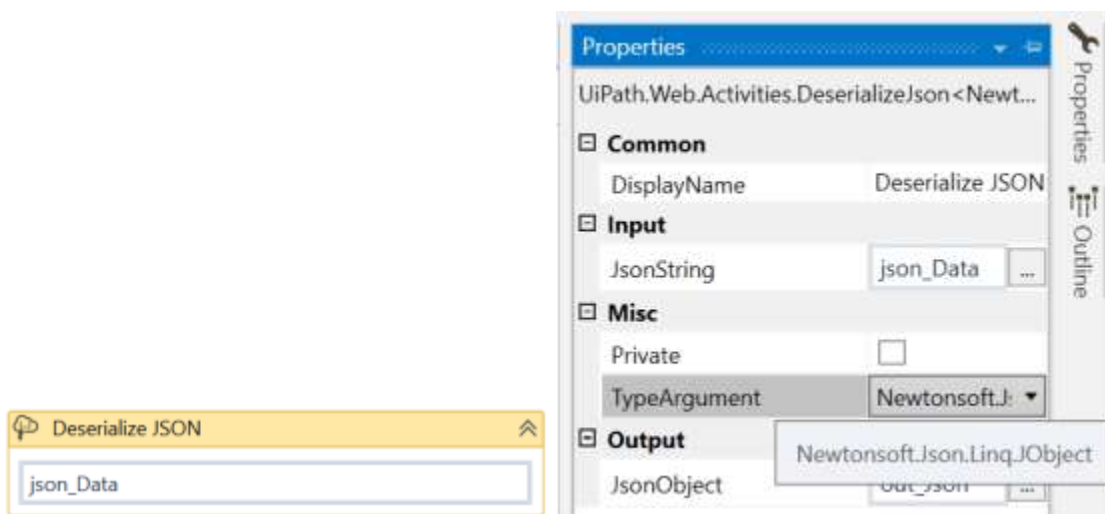 Deserialize JSON
json_Data
Properties
UiPath.Web.Activities.DeserializeJson<Newt...
Common
DisplayName Deserialize JSON
Input
JsonString json_Data ...
Misc
Private
TypeArgument Newtonsoft.J
Output
Newtonsoft.Json.Linq.JObject
JsonObject out_Json ...
Properties
Outline